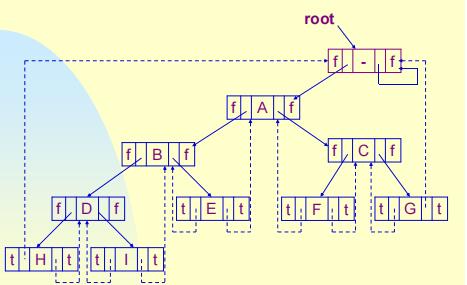 root
f - f
f A f
f B f
f C f
f D f
t E t
t F t
t G t
t H t
t I t